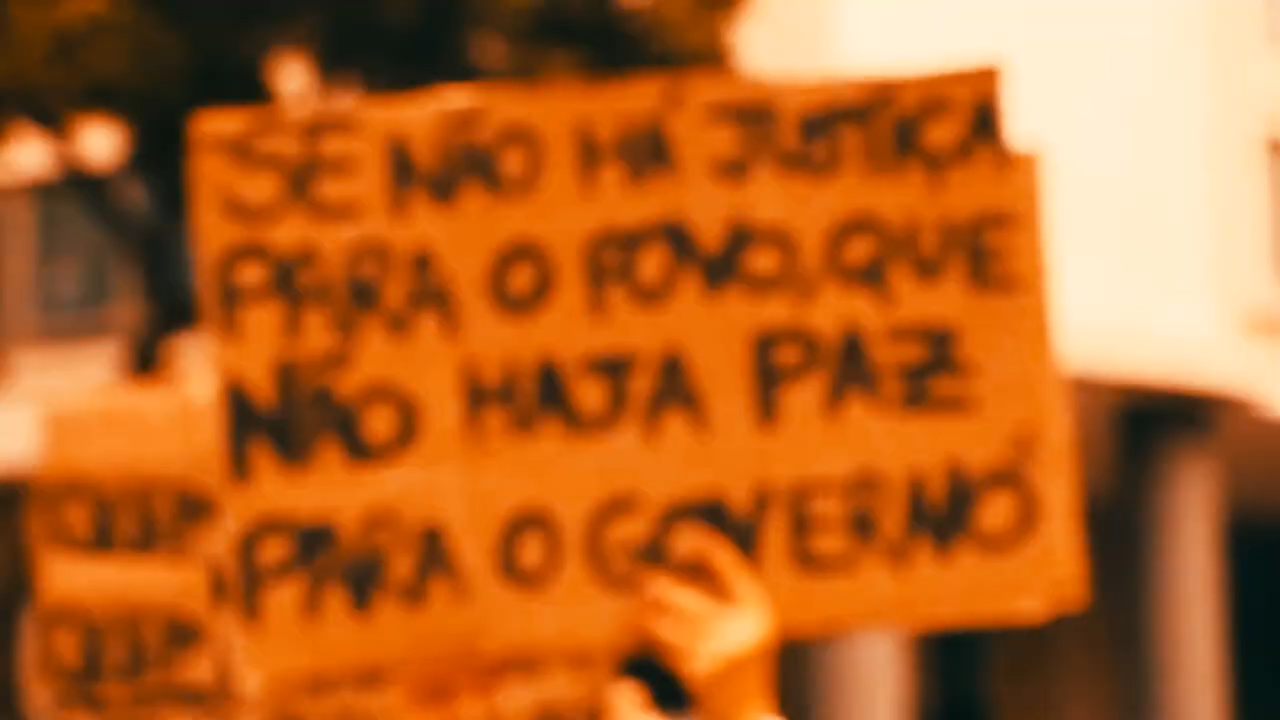 SE NÃO HÁ JUSTIÇA
PARA O POVO, QUE
NÃO HAJA PAZ
PARA O GOVERNO